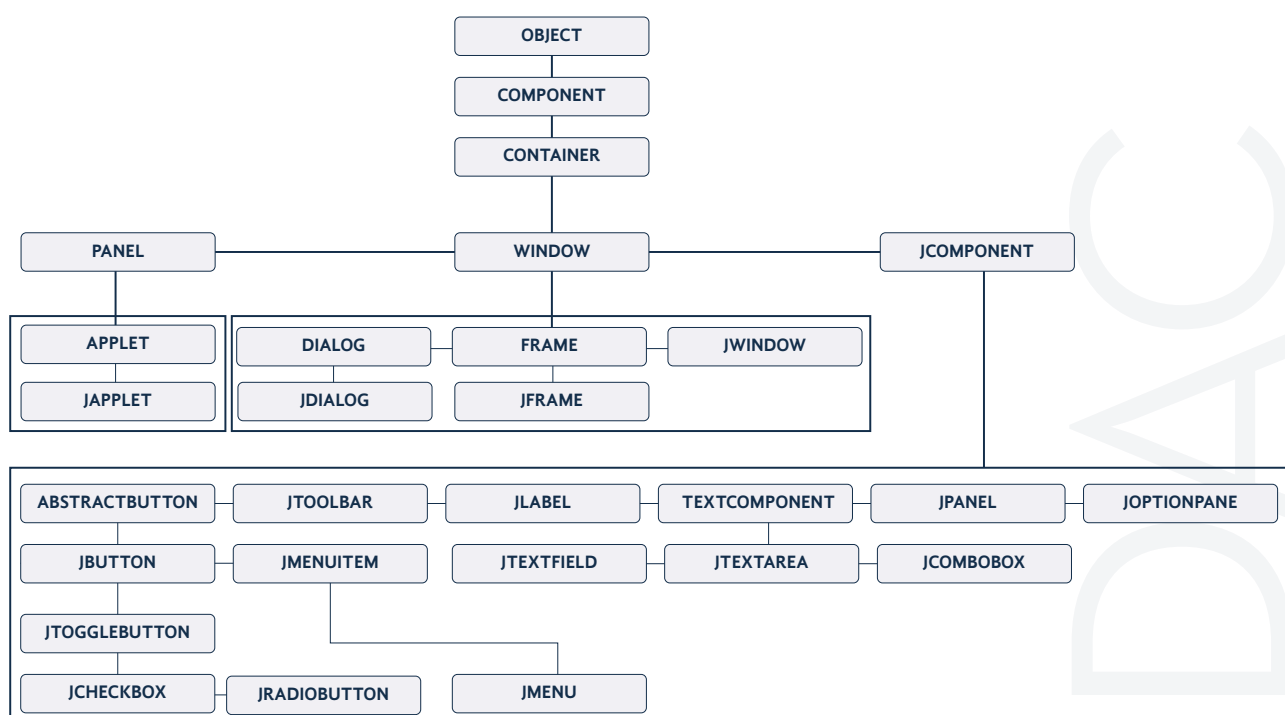 OBJECT
COMPONENT
CONTAINER
PANEL
WINDOW
JCOMPONENT
APPLET
DIALOG
FRAME
JWINDOW
JAPPLET
JDIALOG
JFRAME
ABSTRACTBUTTON
JTOOLBAR
JLABEL
TEXTCOMPONENT
JPANEL
JOPTIONPANE
JBUTTON
JMENUITEM
JTEXTFIELD
JTEXTAREA
JCOMBOBOX
JTOGGLEBUTTON
JCHECKBOX
JRADIOBUTTON
JMENU
DAC